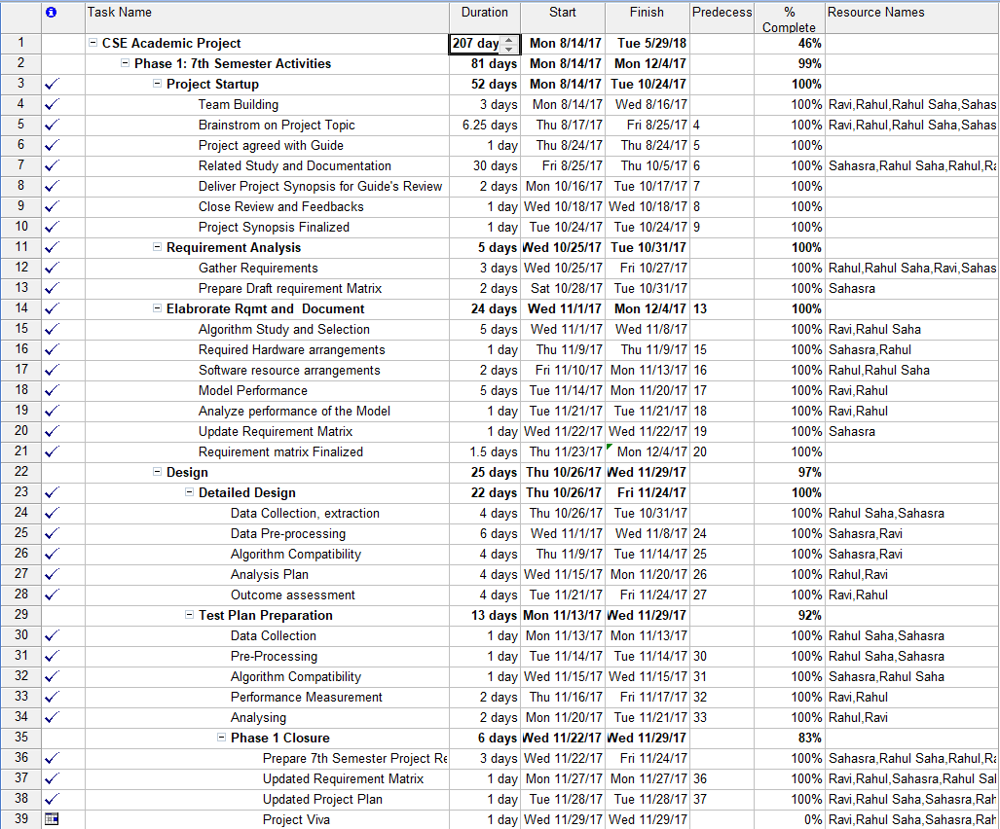 Task Name Duration Start Finish Predecess % Complete Resource Names
1 CSE Academic Project 207 day Mon 8/14/17 Tue 5/29/18 46%
2 Phase 1: 7th Semester Activities 81 days Mon 8/14/17 Mon 12/4/17 99%
3 Project Startup 52 days Mon 8/14/17 Tue 10/24/17 100%
4 Team Building 3 days Mon 8/14/17 Wed 8/16/17 100% Ravi,Rahul,Rahul Saha,Sahas
5 Brainstrom on Project Topic 6.25 days Thu 8/17/17 Fri 8/25/17 4 100% Ravi,Rahul,Rahul Saha,Sahas
6 Project agreed with Guide 1 day Thu 8/24/17 Thu 8/24/17 5 100%
7 Related Study and Documentation 30 days Fri 8/25/17 Thu 10/5/17 6 100% Sahasra,Rahul Saha,Rahul,Ra
8 Deliver Project Synopsis for Guide's Review 2 days Mon 10/16/17 Tue 10/17/17 7 100%
9 Close Review and Feedbacks 1 day Wed 10/18/17 Wed 10/18/17 8 100%
10 Project Synopsis Finalized 1 day Tue 10/24/17 Tue 10/24/17 9 100%
11 Requirement Analysis 5 days Wed 10/25/17 Tue 10/31/17 100%
12 Gather Requirements 3 days Wed 10/25/17 Fri 10/27/17 100% Rahul,Rahul Saha,Ravi,Sahas
13 Prepare Draft requirement Matrix 2 days Sat 10/28/17 Tue 10/31/17 100% Sahasra
14 Elabrorate Rqmt and Document 24 days Wed 11/1/17 Mon 12/4/17 13 100%
15 Algorithm Study and Selection 5 days Wed 11/1/17 Wed 11/8/17 100% Ravi,Rahul Saha
16 Required Hardware arrangements 1 day Thu 11/9/17 Thu 11/9/17 15 100% Sahasra,Rahul
17 Software resource arrangements 2 days Fri 11/10/17 Mon 11/13/17 16 100% Rahul,Rahul Saha
18 Model Performance 5 days Tue 11/14/17 Mon 11/20/17 17 100% Ravi,Rahul
19 Analyze performance of the Model 1 day Tue 11/21/17 Tue 11/21/17 18 100% Ravi,Rahul
20 Update Requirement Matrix 1 day Wed 11/22/17 Wed 11/22/17 19 100% Sahasra
21 Requirement matrix Finalized 1.5 days Thu 11/23/17 Mon 12/4/17 20 100%
22 Design 25 days Thu 10/26/17 Wed 11/29/17 97%
23 Detailed Design 22 days Thu 10/26/17 Fri 11/24/17 100%
24 Data Collection, extraction 4 days Thu 10/26/17 Tue 10/31/17 100% Rahul Saha,Sahasra
25 Data Pre-processing 6 days Wed 11/1/17 Wed 11/8/17 24 100% Sahasra,Ravi
26 Algorithm Compatibility 4 days Thu 11/9/17 Tue 11/14/17 25 100% Sahasra,Ravi
27 Analysis Plan 4 days Wed 11/15/17 Mon 11/20/17 26 100% Rahul,Ravi
28 Outcome assessment 4 days Tue 11/21/17 Fri 11/24/17 27 100% Ravi,Rahul
29 Test Plan Preparation 13 days Mon 11/13/17 Wed 11/29/17 92%
30 Data Collection 1 day Mon 11/13/17 Mon 11/13/17 100% Rahul Saha,Sahasra
31 Pre-Processing 1 day Tue 11/14/17 Tue 11/14/17 30 100% Rahul Saha,Sahasra
32 Algorithm Compatibility 1 day Wed 11/15/17 Wed 11/15/17 31 100% Sahasra,Rahul Saha
33 Performance Measurement 2 days Thu 11/16/17 Fri 11/17/17 32 100% Ravi,Rahul
34 Analysing 2 days Mon 11/20/17 Tue 11/21/17 33 100% Rahul,Ravi
35 Phase 1 Closure 6 days Wed 11/22/17 Wed 11/29/17 83%
36 Prepare 7th Semester Project Re 3 days Wed 11/22/17 Fri 11/24/17 100% Sahasra,Rahul Saha,Rahul,Ra
37 Updated Requirement Matrix 1 day Mon 11/27/17 Mon 11/27/17 36 100% Ravi,Rahul,Sahasra,Rahul Sal
38 Updated Project Plan 1 day Tue 11/28/17 Tue 11/28/17 37 100% Ravi,Rahul Saha,Rahul,Sahas
39 Project Viva 1 day Wed 11/29/17 Wed 11/29/17 0% Ravi,Rahul Saha,Sahasra,Rah